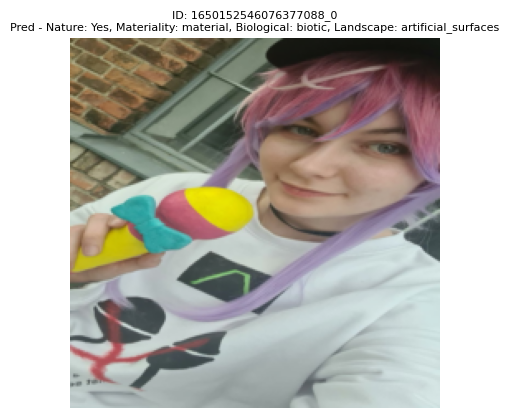 ID: 1650152546076377088_0
Pred - Nature: Yes, Materiality: material, Biological: biotic, Landscape: artificial_surfaces